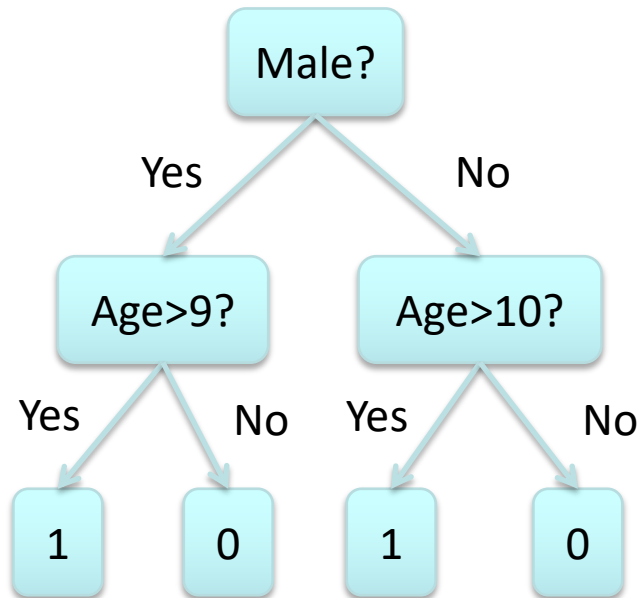 Male?
Yes
No
Age>9?
Age>10?
Yes
No
Yes
No
1
0
1
0